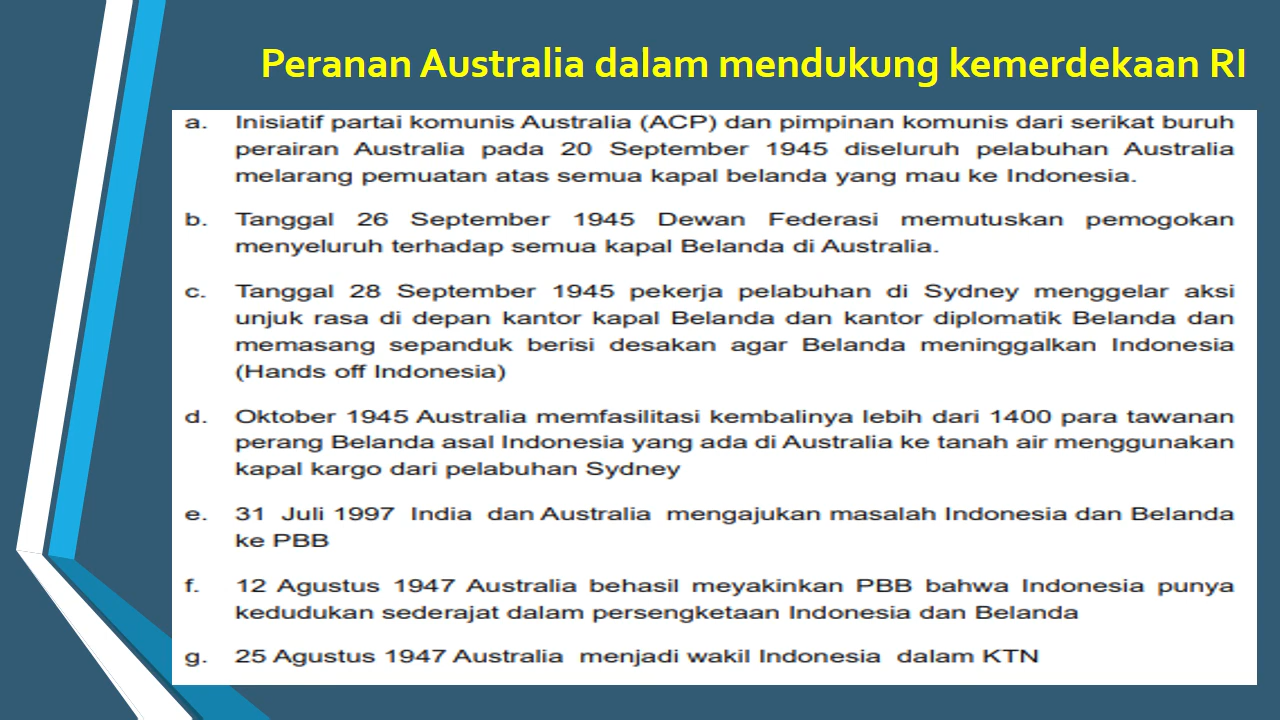 Peranan Australia dalam mendukung kemerdekaan RI
a. Inisiatif partai komunis Australia (ACP) dan pimpinan komunis dari serikat buruh
perairan Australia pada 20 September 1945 diseluruh pelabuhan Australia
melarang pemuatan atas semua kapal belanda yang mau ke Indonesia.
b. Tanggal 26 September 1945 Dewan Federasi memutuskan pemogokan
menyeluruh terhadap semua kapal Belanda di Australia.
c. Tanggal 28 September 1945 pekerja pelabuhan di Sydney menggelar aksi
unjuk rasa di depan kantor kapal Belanda dan kantor diplomatik Belanda dan
memasang sepanduk berisi desakan agar Belanda meninggalkan Indonesia
(Hands off Indonesia)
d. Oktober 1945 Australia memfasilitasi kembalinya lebih dari 1400 para tawanan
perang Belanda asal Indonesia yang ada di Australia ke tanah air menggunakan
kapal kargo dari pelabuhan Sydney
e. 31 Juli 1997 India dan Australia mengajukan masalah Indonesia dan Belanda
ke PBB
f. 12 Agustus 1947 Australia behasil meyakinkan PBB bahwa Indonesia punya
kedudukan sederajat dalam persengketaan Indonesia dan Belanda
g. 25 Agustus 1947 Australia menjadi wakil Indonesia dalam KTN